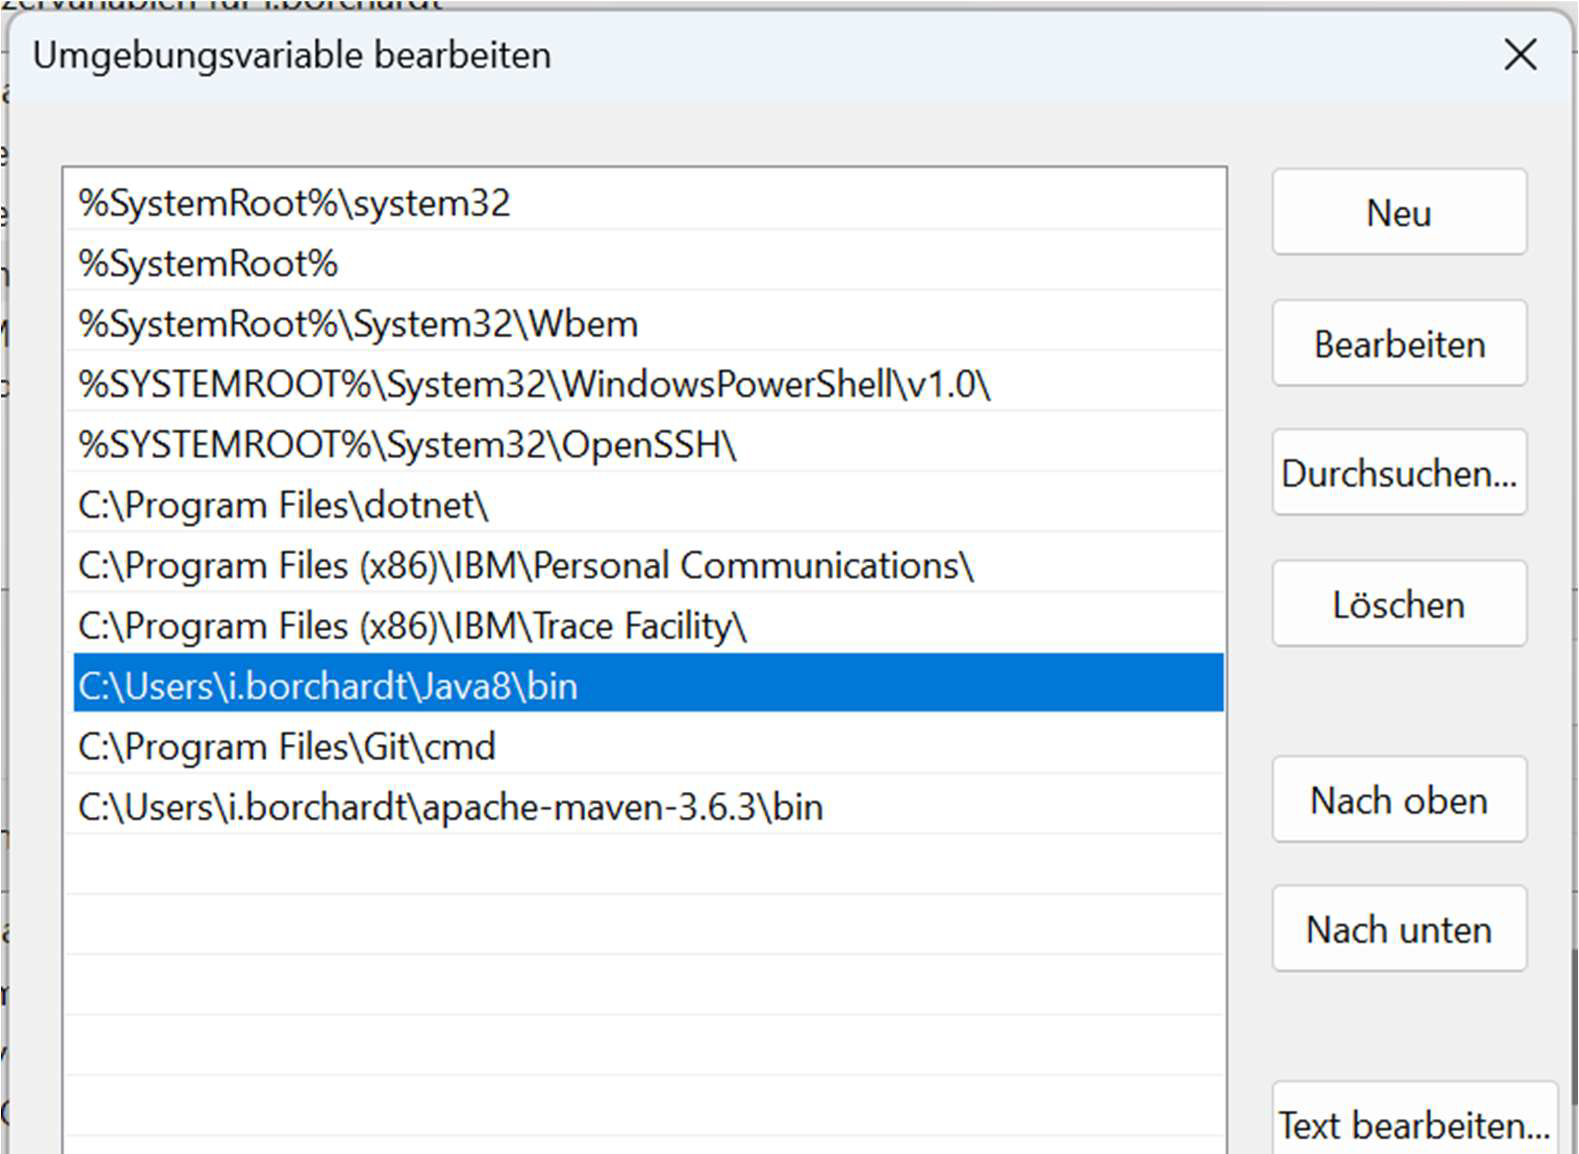 Umgebungsvariable bearbeiten
%SystemRoot%\system32
%SystemRoot%
%SystemRoot%\System32\Wbem
%SYSTEMROOT%\System32\WindowsPowerShell\v1.0\
%SYSTEMROOT%\System32\OpenSSH\
C:\Program Files\dotnet\
C:\Program Files (x86)\IBM\Personal Communications\
C:\Program Files (x86)\IBM\Trace Facility\
C:\Users\i.borchardt\Java8\bin
C:\Program Files\Git\cmd
C:\Users\i.borchardt\apache-maven-3.6.3\bin
Neu
Bearbeiten
Durchsuchen...
Löschen
Nach oben
Nach unten
Text bearbeiten...